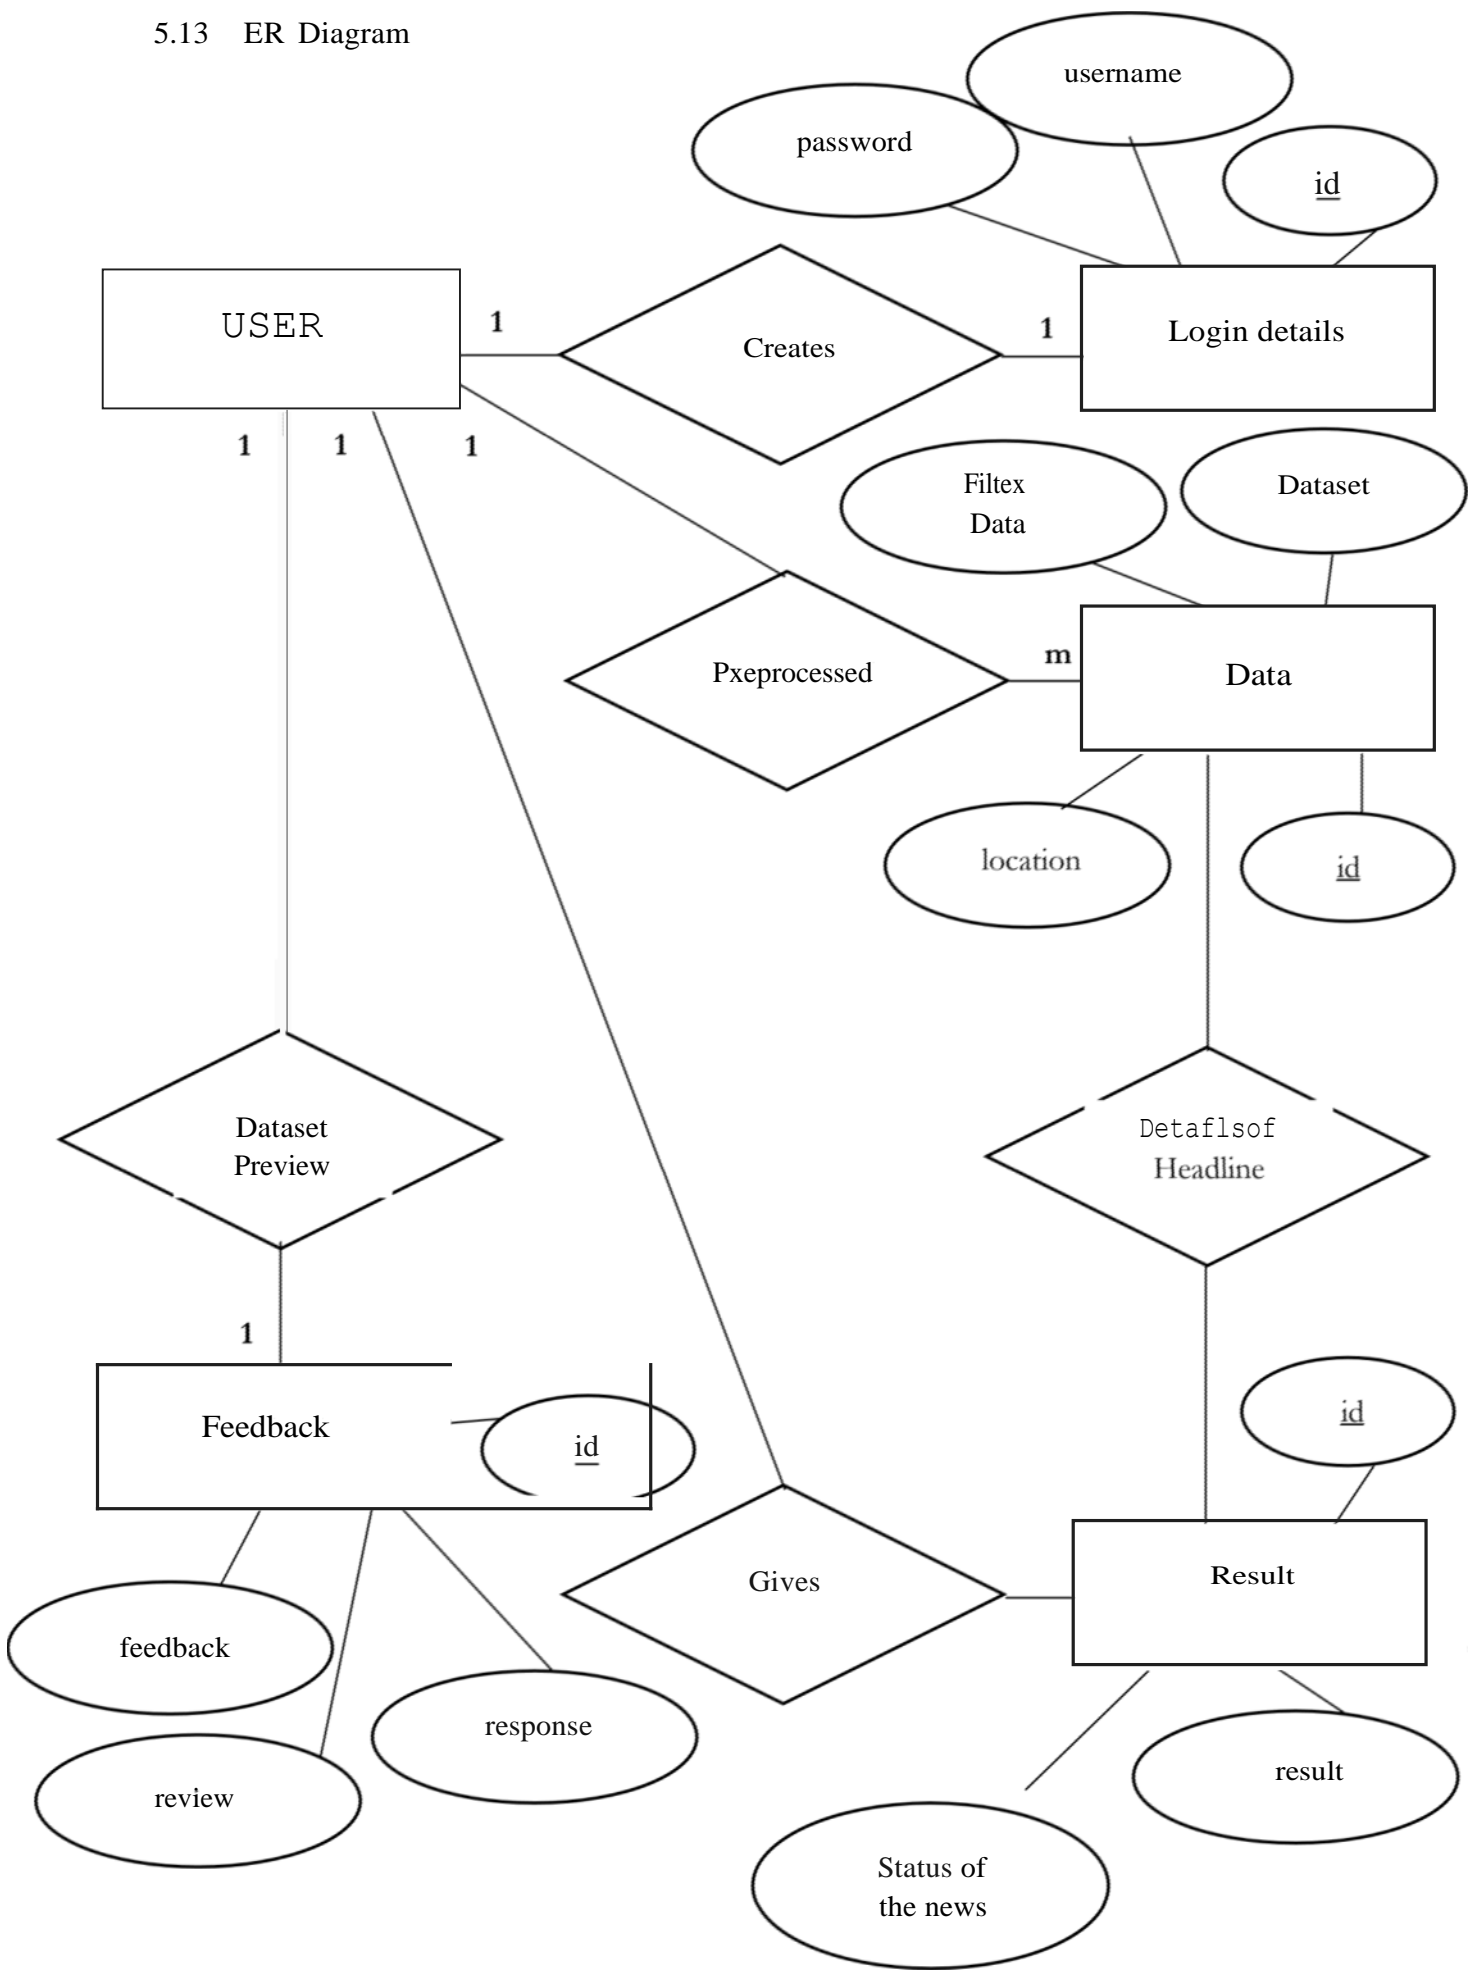 5.13 ER Diagram
username
password
id
USER
1
Creates
1
Login details
1
1
1
Filtex
Data
Dataset
Pxeprocessed
m
Data
location
id
Dataset
Preview
Detaflsof
Headline
1
Feedback
id
id
Gives
Result
feedback
response
review
result
Status of
the news